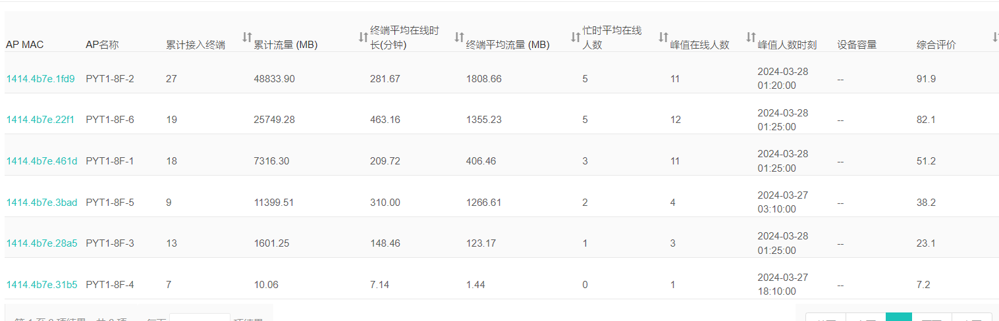 AP MAC AP名称 累计接入终端 累计流量 (MB) 终端平均在线时长(分钟) 终端平均流量 (MB) 忙时平均在线人数 峰值在线人数 峰值人数时刻 设备容量 综合评价
1414.4b7e.1fd9 PYT1-8F-2 27 48833.90 281.67 1808.66 5 11 2024-03-28 01:20:00 -- 91.9
1414.4b7e.22f1 PYT1-8F-6 19 25749.28 463.16 1355.23 5 12 2024-03-28 01:25:00 -- 82.1
1414.4b7e.461d PYT1-8F-1 18 7316.30 209.72 406.46 3 11 2024-03-28 01:25:00 -- 51.2
1414.4b7e.3bad PYT1-8F-5 9 11399.51 310.00 1266.61 2 4 2024-03-27 03:10:00 -- 38.2
1414.4b7e.28a5 PYT1-8F-3 13 1601.25 148.46 123.17 1 3 2024-03-28 01:25:00 -- 23.1
1414.4b7e.31b5 PYT1-8F-4 7 10.06 7.14 1.44 0 1 2024-03-27 18:10:00 -- 7.2